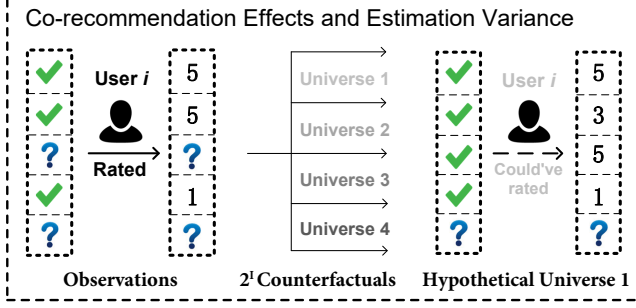 Co-recommendation Effects and Estimation Variance
User i
Rated
5
5
?
?
1
?
?
Observations
Universe 1
Universe 2
Universe 3
Universe 4
2^I Counterfactuals
User i
Could've
rated
5
3
5
1
?
?
Hypothetical Universe 1